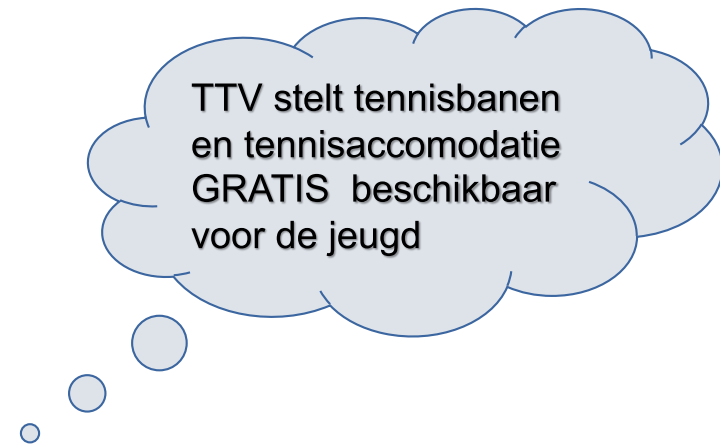 TTV stelt tennisbanen
en tennisaccomodatie
GRATIS  beschikbaar
voor de jeugd